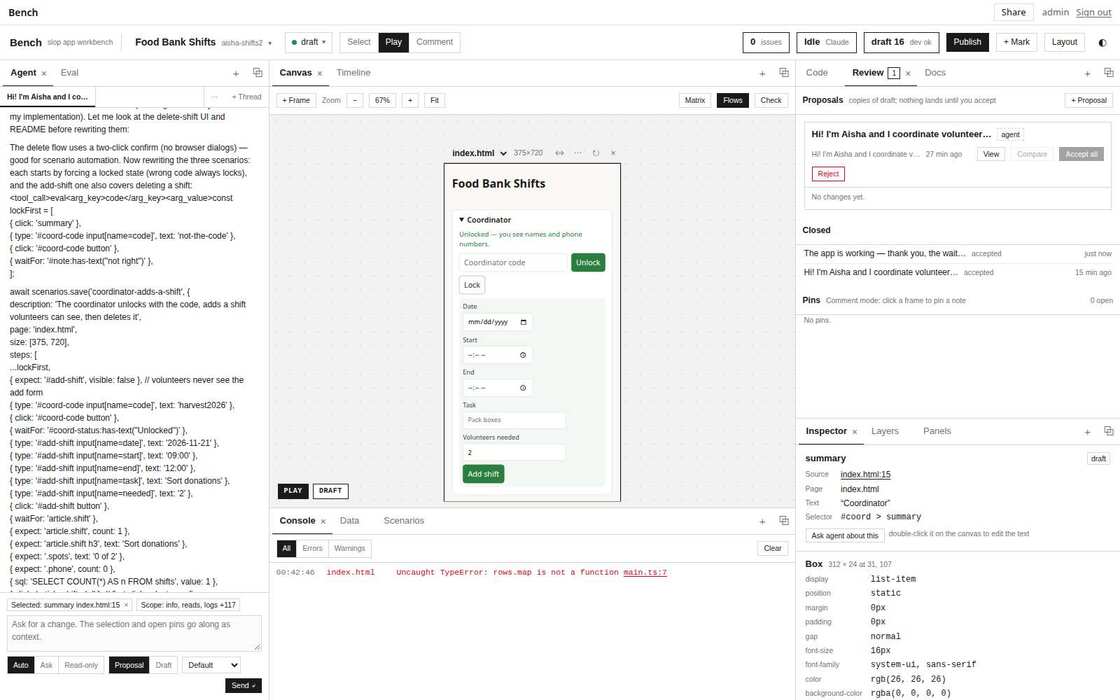 Bench
Share admin Sign out
Bench slop app workbench Food Bank Shifts aisha-shifts2 draft Select Play Comment 0 issues Idle Claude draft 16 dev ok Publish + Mark Layout
Agent × Eval +
Hi! I'm Aisha and I co… ··· + Thread
my implementation). Let me look at the delete-shift UI and
README before rewriting them:
The delete flow uses a two-click confirm (no browser dialogs) —
good for scenario automation. Now rewriting the three scenarios:
each starts by forcing a locked state (wrong code always locks),
and the add-shift one also covers deleting a shift:
<tool_call>eval<arg_key>code</arg_key><arg_value>const
lockFirst = [
{ click: 'summary' },
{ type: '#coord-code input[name=code]', text: 'not-the-code' },
{ click: '#coord-code button' },
{ waitFor: '#note:has-text("not right")' },
];
await scenarios.save('coordinator-adds-a-shift', {
description: 'The coordinator unlocks with the code, adds a shift
volunteers can see, then deletes it',
page: 'index.html',
size: [375, 720],
steps: [
...lockFirst,
{ expect: '#add-shift', visible: false }, // volunteers never see the
add form
{ type: '#coord-code input[name=code]', text: 'harvest2026' },
{ click: '#coord-code button' },
{ waitFor: '#coord-status:has-text("Unlocked")' },
{ type: '#add-shift input[name=date]', text: '2026-11-21' },
{ type: '#add-shift input[name=start]', text: '09:00' },
{ type: '#add-shift input[name=end]', text: '12:00' },
{ type: '#add-shift input[name=task]', text: 'Sort donations' },
{ type: '#add-shift input[name=needed]', text: '2' },
{ click: '#add-shift button' },
{ waitFor: 'article.shift' },
{ expect: 'article.shift', count: 1 },
{ expect: 'article.shift h3', text: 'Sort donations' },
{ expect: '.spots', text: '0 of 2' },
{ expect: '.phone', count: 0 },
{ sql: 'SELECT COUNT(*) AS n FROM shifts', value: 1 },
Selected: summary index.html:15 × Scope: info, reads, logs +117
Ask for a change. The selection and open pins go along as
context.
Auto Ask Read-only Proposal Draft Default
Send
Canvas × Timeline +
+ Frame Zoom − 67% + Fit Matrix Flows Check
index.html 375×720 ··· ×
Food Bank Shifts
▼ Coordinator
Unlocked — you see names and phone
numbers.
Coordinator code Unlock
Lock
Date
mm/dd/yyyy
Start
--:-- --
End
--:-- --
Task
Pack boxes
Volunteers needed
2
Add shift
PLAY DRAFT
Console × Data Scenarios +
All Errors Warnings Clear
00:42:46 index.html Uncaught TypeError: rows.map is not a function main.ts:7
Code Review 1 × Docs +
Proposals copies of draft; nothing lands until you accept + Proposal
Hi! I'm Aisha and I coordinate volunteer… agent
Hi! I'm Aisha and I coordinate v… 27 min ago View Compare Accept all
Reject
No changes yet.
Closed
The app is working — thank you, the wait… accepted just now
Hi! I'm Aisha and I coordinate volunteer… accepted 15 min ago
Pins Comment mode: click a frame to pin a note 0 open
No pins.
Inspector × Layers Panels +
summary draft
Source index.html:15
Page index.html
Text “Coordinator”
Selector #coord > summary
Ask agent about this double-click it on the canvas to edit the text
Box 312 × 24 at 31, 107
display list-item
position static
margin 0px
padding 0px
gap normal
font-size 16px
font-family system-ui, sans-serif
color rgb(26, 26, 26)
background-color rgba(0, 0, 0, 0)